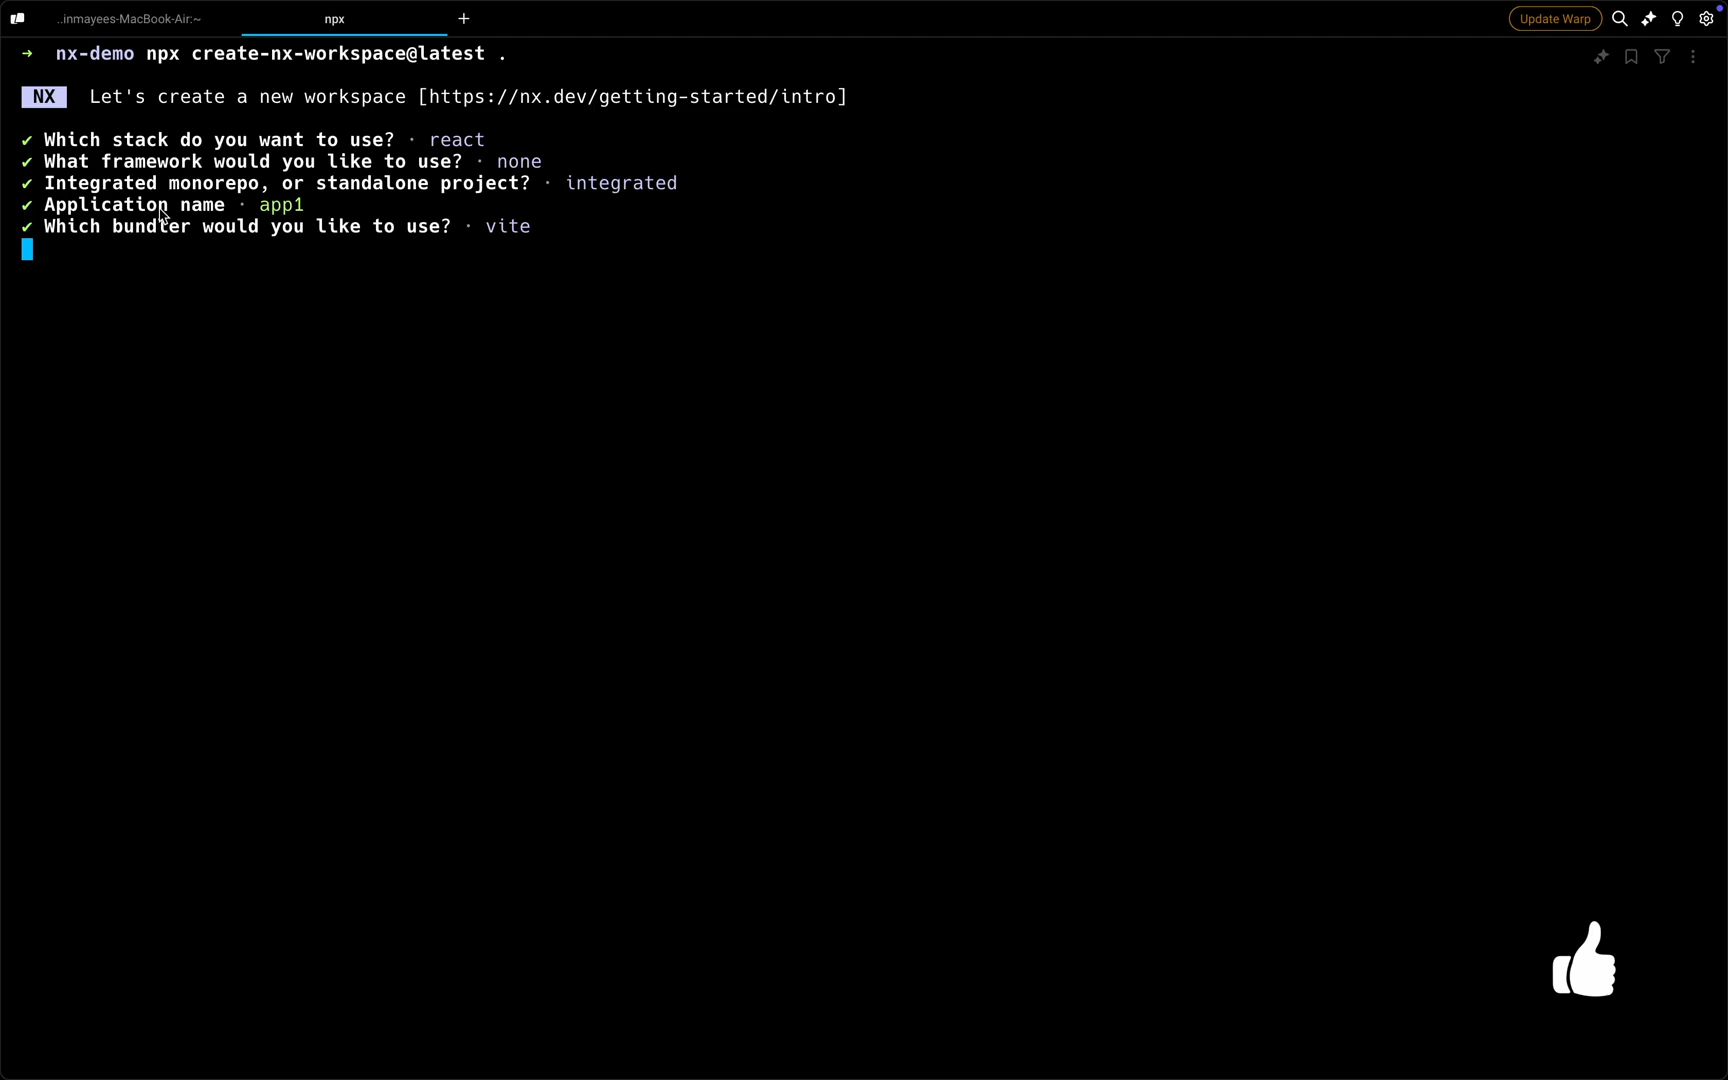 ..inmayees-MacBook-Air:~
npx
Update Warp
→ nx-demo npx create-nx-workspace@latest .
NX Let's create a new workspace [https://nx.dev/getting-started/intro]
✔ Which stack do you want to use? · react
✔ What framework would you like to use? · none
✔ Integrated monorepo, or standalone project? · integrated
✔ Application name · app1
✔ Which bundler would you like to use? · vite